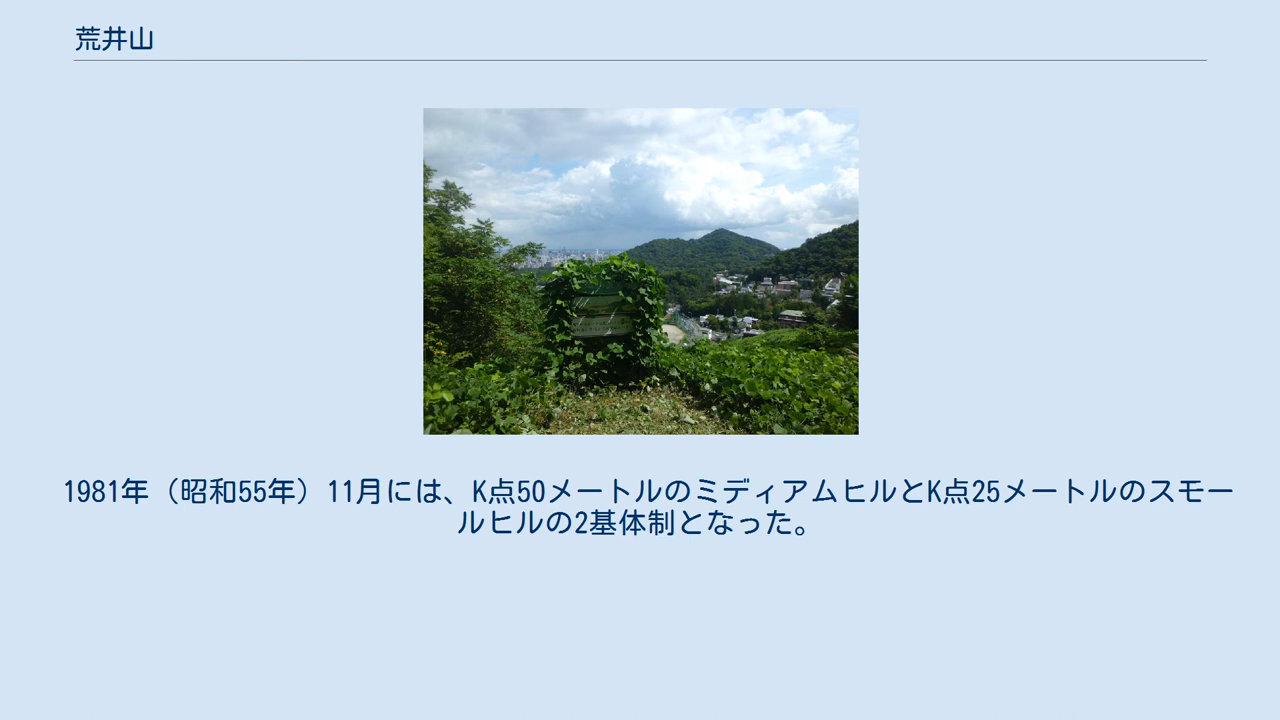 荒井山
1981年（昭和55年）11月には、K点50メートルのミディアムヒルとK点25メートルのスモー
ルヒルの2基体制となった。